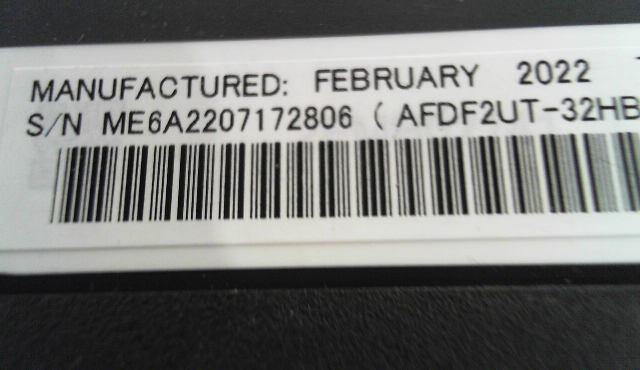 MANUFACTURED: FEBRUARY 2022
S/N ME6A2207172806 ( AFDF2UT-32HB